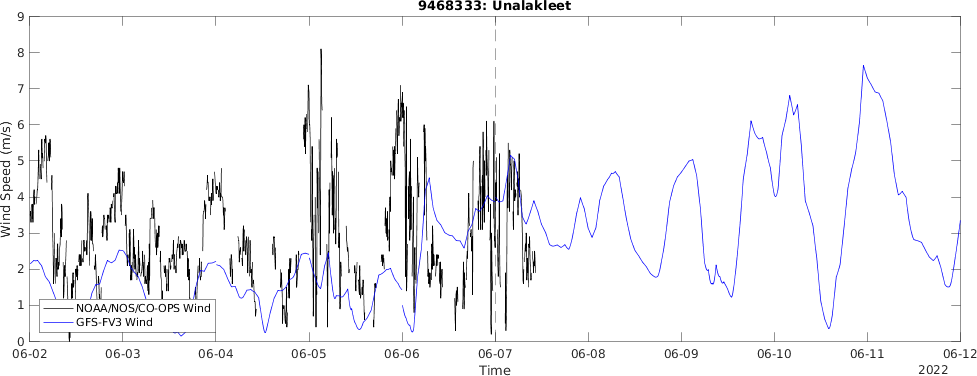 9468333: Unalakleet
9
8
7
6
5
4
3
2
1
0
Wind Speed (m/s)
NOAA/NOS/CO-OPS Wind
GFS-FV3 Wind
06-02 06-03 06-04 06-05 06-06 06-07 06-08 06-09 06-10 06-11 06-12
Time
2022